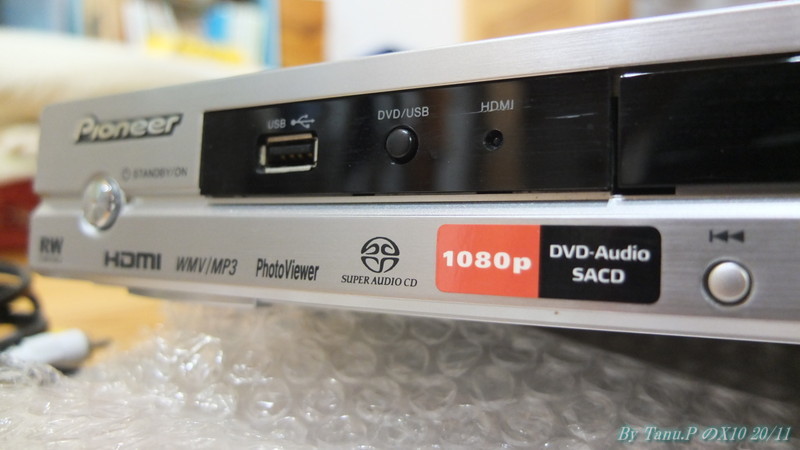 Pioneer
USB
DVD/USB
HDMI
STANDBY/ON
RW
HDMI
WMV/MP3
PhotoViewer
SUPER AUDIO CD
1080p
DVD-Audio
SACD
By Tanu.P のX10 20/11